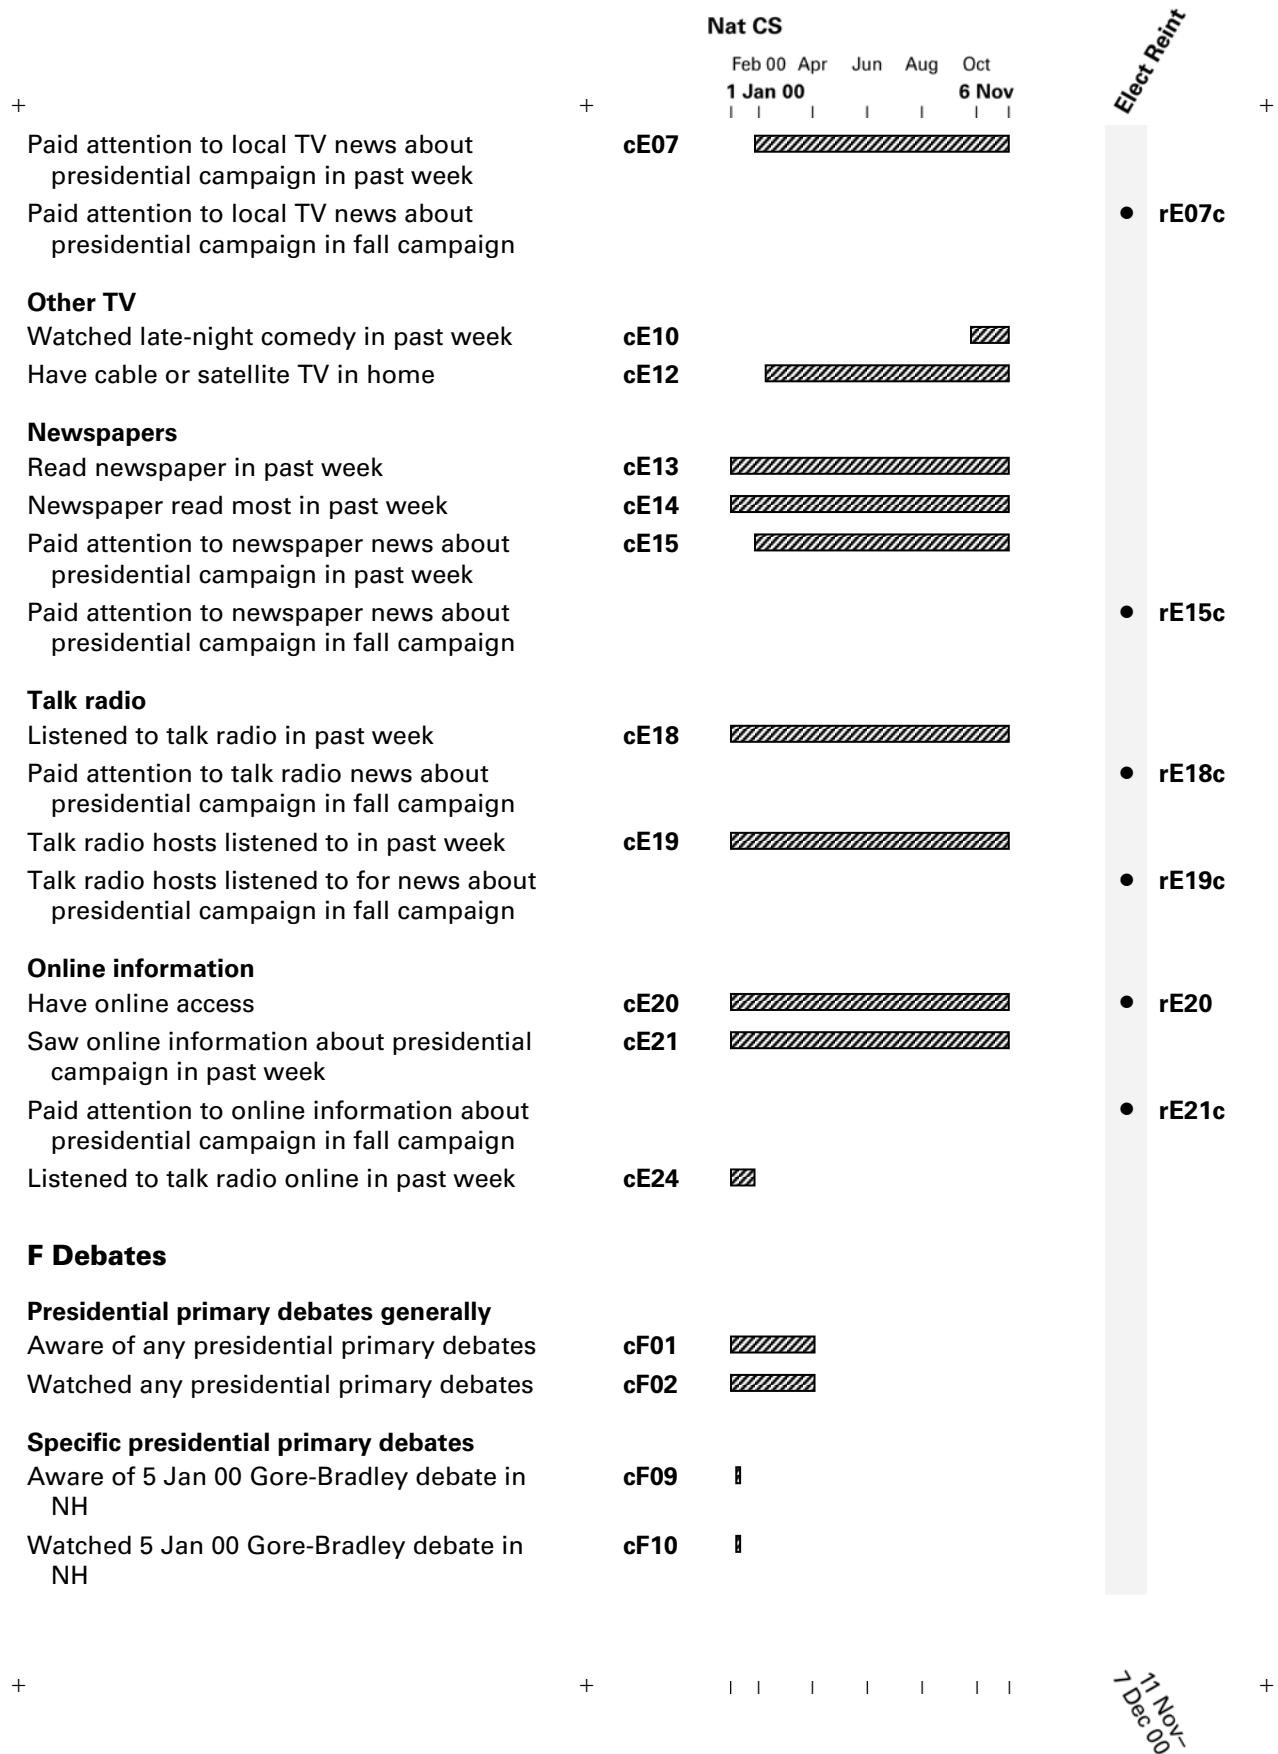 Nat CS
Elect Reint
Feb 00 Apr Jun Aug Oct
1 Jan 00 6 Nov
Paid attention to local TV news about cE07
presidential campaign in past week
Paid attention to local TV news about • rE07c
presidential campaign in fall campaign
Other TV
Watched late-night comedy in past week cE10
Have cable or satellite TV in home cE12
Newspapers
Read newspaper in past week cE13
Newspaper read most in past week cE14
Paid attention to newspaper news about cE15
presidential campaign in past week
Paid attention to newspaper news about • rE15c
presidential campaign in fall campaign
Talk radio
Listened to talk radio in past week cE18
Paid attention to talk radio news about • rE18c
presidential campaign in fall campaign
Talk radio hosts listened to in past week cE19
Talk radio hosts listened to for news about • rE19c
presidential campaign in fall campaign
Online information
Have online access cE20 • rE20
Saw online information about presidential cE21
campaign in past week
Paid attention to online information about • rE21c
presidential campaign in fall campaign
Listened to talk radio online in past week cE24
F Debates
Presidential primary debates generally
Aware of any presidential primary debates cF01
Watched any presidential primary debates cF02
Specific presidential primary debates
Aware of 5 Jan 00 Gore-Bradley debate in cF09
NH
Watched 5 Jan 00 Gore-Bradley debate in cF10
NH
11 Nov–
7 Dec 00